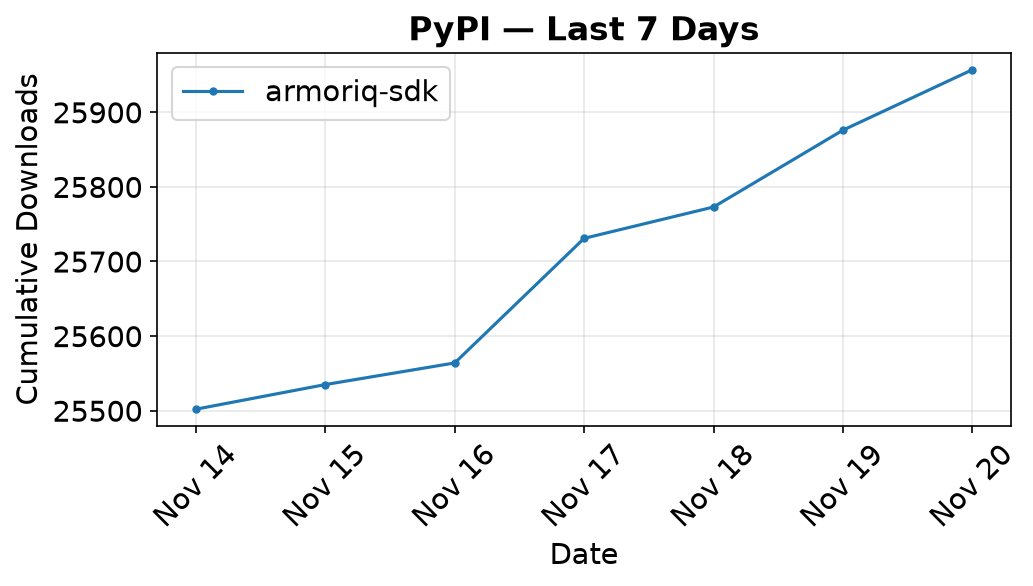 PyPI — Last 7 Days
armoriq-sdk
Cumulative Downloads
25900
25800
25700
25600
25500
Nov 14
Nov 15
Nov 16
Nov 17
Nov 18
Nov 19
Nov 20
Date